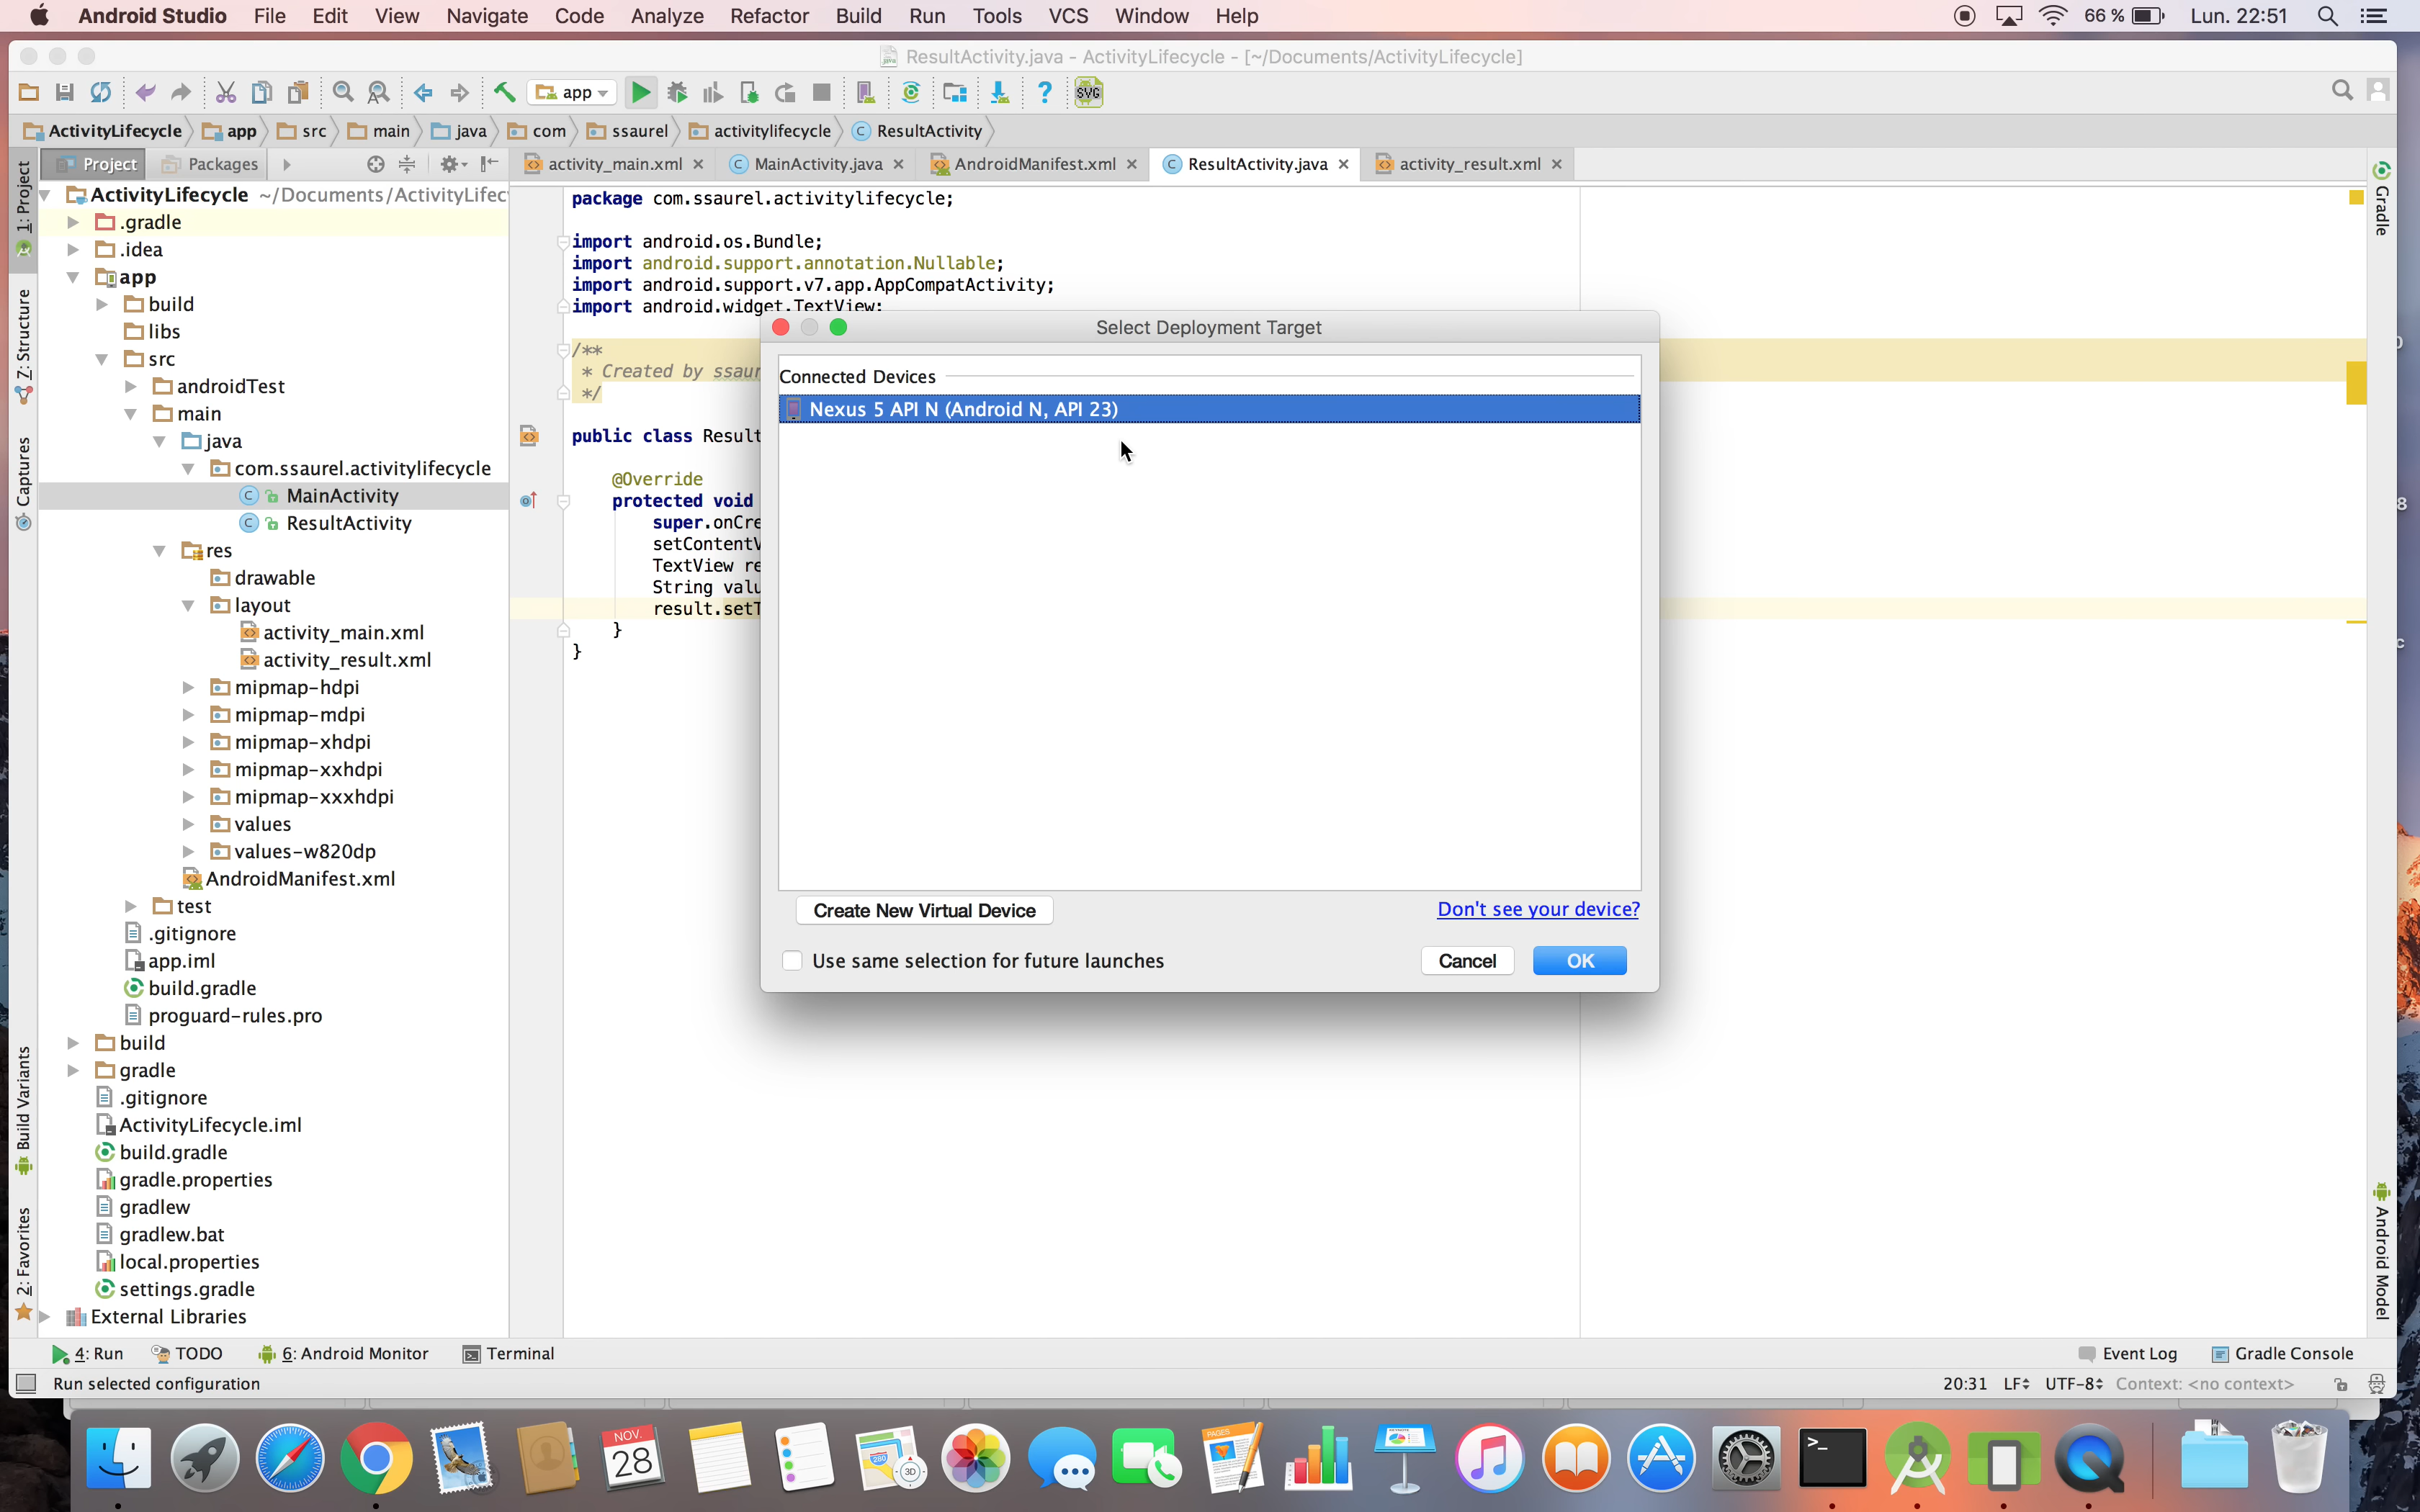 Android Studio File Edit View Navigate Code Analyze Refactor Build Run Tools VCS Window Help 66 % Lun. 22:51
ResultActivity.java - ActivityLifecycle - [~/Documents/ActivityLifecycle]
app ? SVG
ActivityLifecycle app src main java com ssaurel activitylifecycle ResultActivity
Project Packages activity_main.xml MainActivity.java AndroidManifest.xml ResultActivity.java activity_result.xml
1: Project
7: Structure
Captures
Build Variants
2: Favorites
ActivityLifecycle ~/Documents/ActivityLifec
.gradle
.idea
app
build
libs
src
androidTest
main
java
com.ssaurel.activitylifecycle
MainActivity
ResultActivity
res
drawable
layout
activity_main.xml
activity_result.xml
mipmap-hdpi
mipmap-mdpi
mipmap-xhdpi
mipmap-xxhdpi
mipmap-xxxhdpi
values
values-w820dp
AndroidManifest.xml
test
.gitignore
app.iml
build.gradle
proguard-rules.pro
build
gradle
.gitignore
ActivityLifecycle.iml
build.gradle
gradle.properties
gradlew
gradlew.bat
local.properties
settings.gradle
External Libraries
package com.ssaurel.activitylifecycle;
import android.os.Bundle;
import android.support.annotation.Nullable;
import android.support.v7.app.AppCompatActivity;
import android.widget.TextView;
/**
* Created by ssaur
*/
public class Result
@Override
protected void
super.onCre
setContentV
TextView re
String valu
result.setT
}
}
Select Deployment Target
Connected Devices
Nexus 5 API N (Android N, API 23)
Create New Virtual Device Don't see your device?
Use same selection for future launches Cancel OK
Gradle
Android Model
4: Run TODO 6: Android Monitor Terminal Event Log Gradle Console
Run selected configuration 20:31 LF UTF-8 Context: <no context>
NOV.
28
280
3D
PAGES
>_